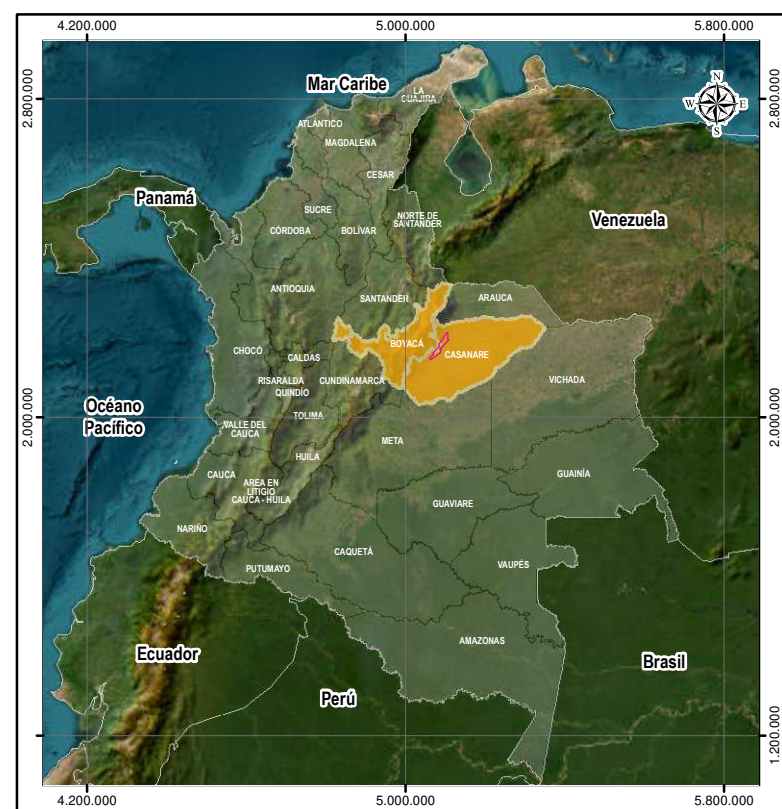 4.200.000
5.000.000
5.800.000
2.800.000
2.800.000
Mar Caribe
LA
GUAJIRA
N
W
E
S
ATLÁNTICO
MAGDALENA
CESAR
Panamá
SUCRE
NORTE DE
SANTANDER
Venezuela
CÓRDOBA
BOLÍVAR
ANTIOQUIA
SANTANDER
ARAUCA
CHOCÓ
BOYACÁ
CALDAS
CASANARE
RISARALDA
CUNDINAMARCA
VICHADA
QUINDÍO
Océano
Pacífico
TOLIMA
2.000.000
2.000.000
VALLE DEL
CAUCA
META
HUILA
CAUCA
AREA EN
LITIGIO
CAUCA - HUILA
GUAINÍA
GUAVIARE
NARIÑO
CAQUETÁ
VAUPÉS
PUTUMAYO
AMAZONAS
Ecuador
Brasil
Perú
1.200.000
1.200.000
4.200.000
5.000.000
5.800.000